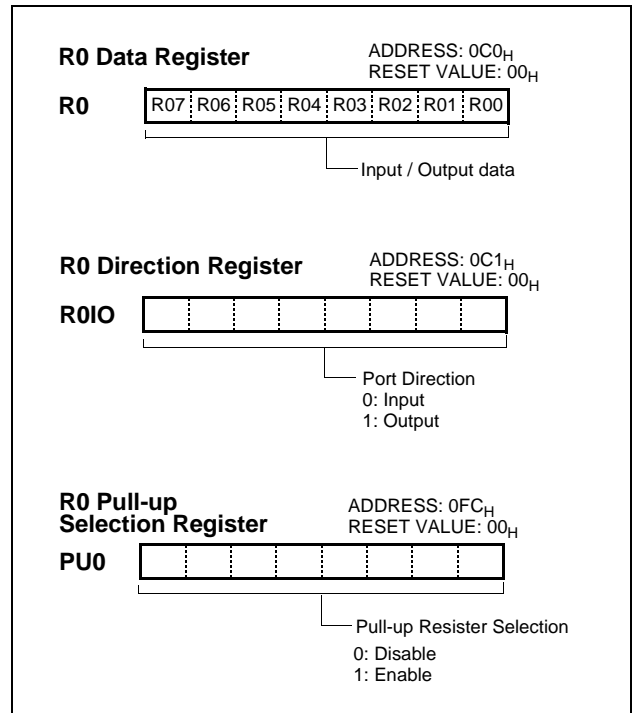 R0 Data Register
ADDRESS: 0C0H
RESET VALUE: 00H
R0
R07 R06 R05 R04 R03 R02 R01 R00
Input / Output data
R0 Direction Register
ADDRESS: 0C1H
RESET VALUE: 00H
R0IO
Port Direction
0: Input
1: Output
R0 Pull-up
Selection Register
ADDRESS: 0FCH
RESET VALUE: 00H
PU0
Pull-up Resister Selection
0: Disable
1: Enable